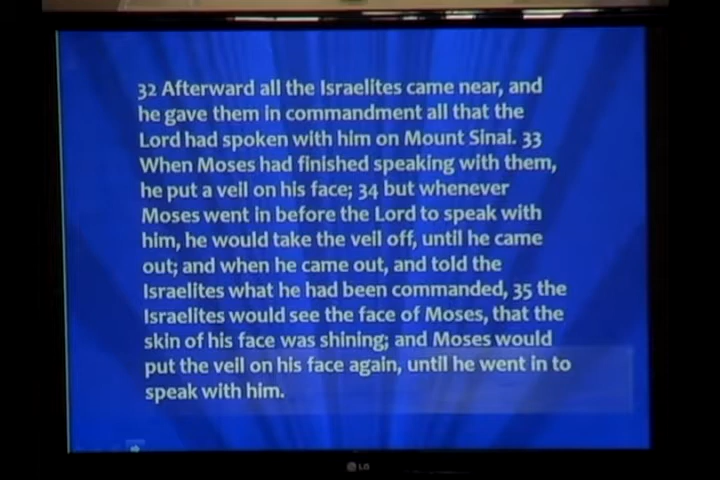 32 Afterward all the Israelites came near, and
he gave them in commandment all that the
Lord had spoken with him on Mount Sinai. 33
When Moses had finished speaking with them,
he put a veil on his face; 34 but whenever
Moses went in before the Lord to speak with
him, he would take the veil off, until he came
out; and when he came out, and told the
Israelites what he had been commanded, 35 the
Israelites would see the face of Moses, that the
skin of his face was shining; and Moses would
put the veil on his face again, until he went in to
speak with him.
LG